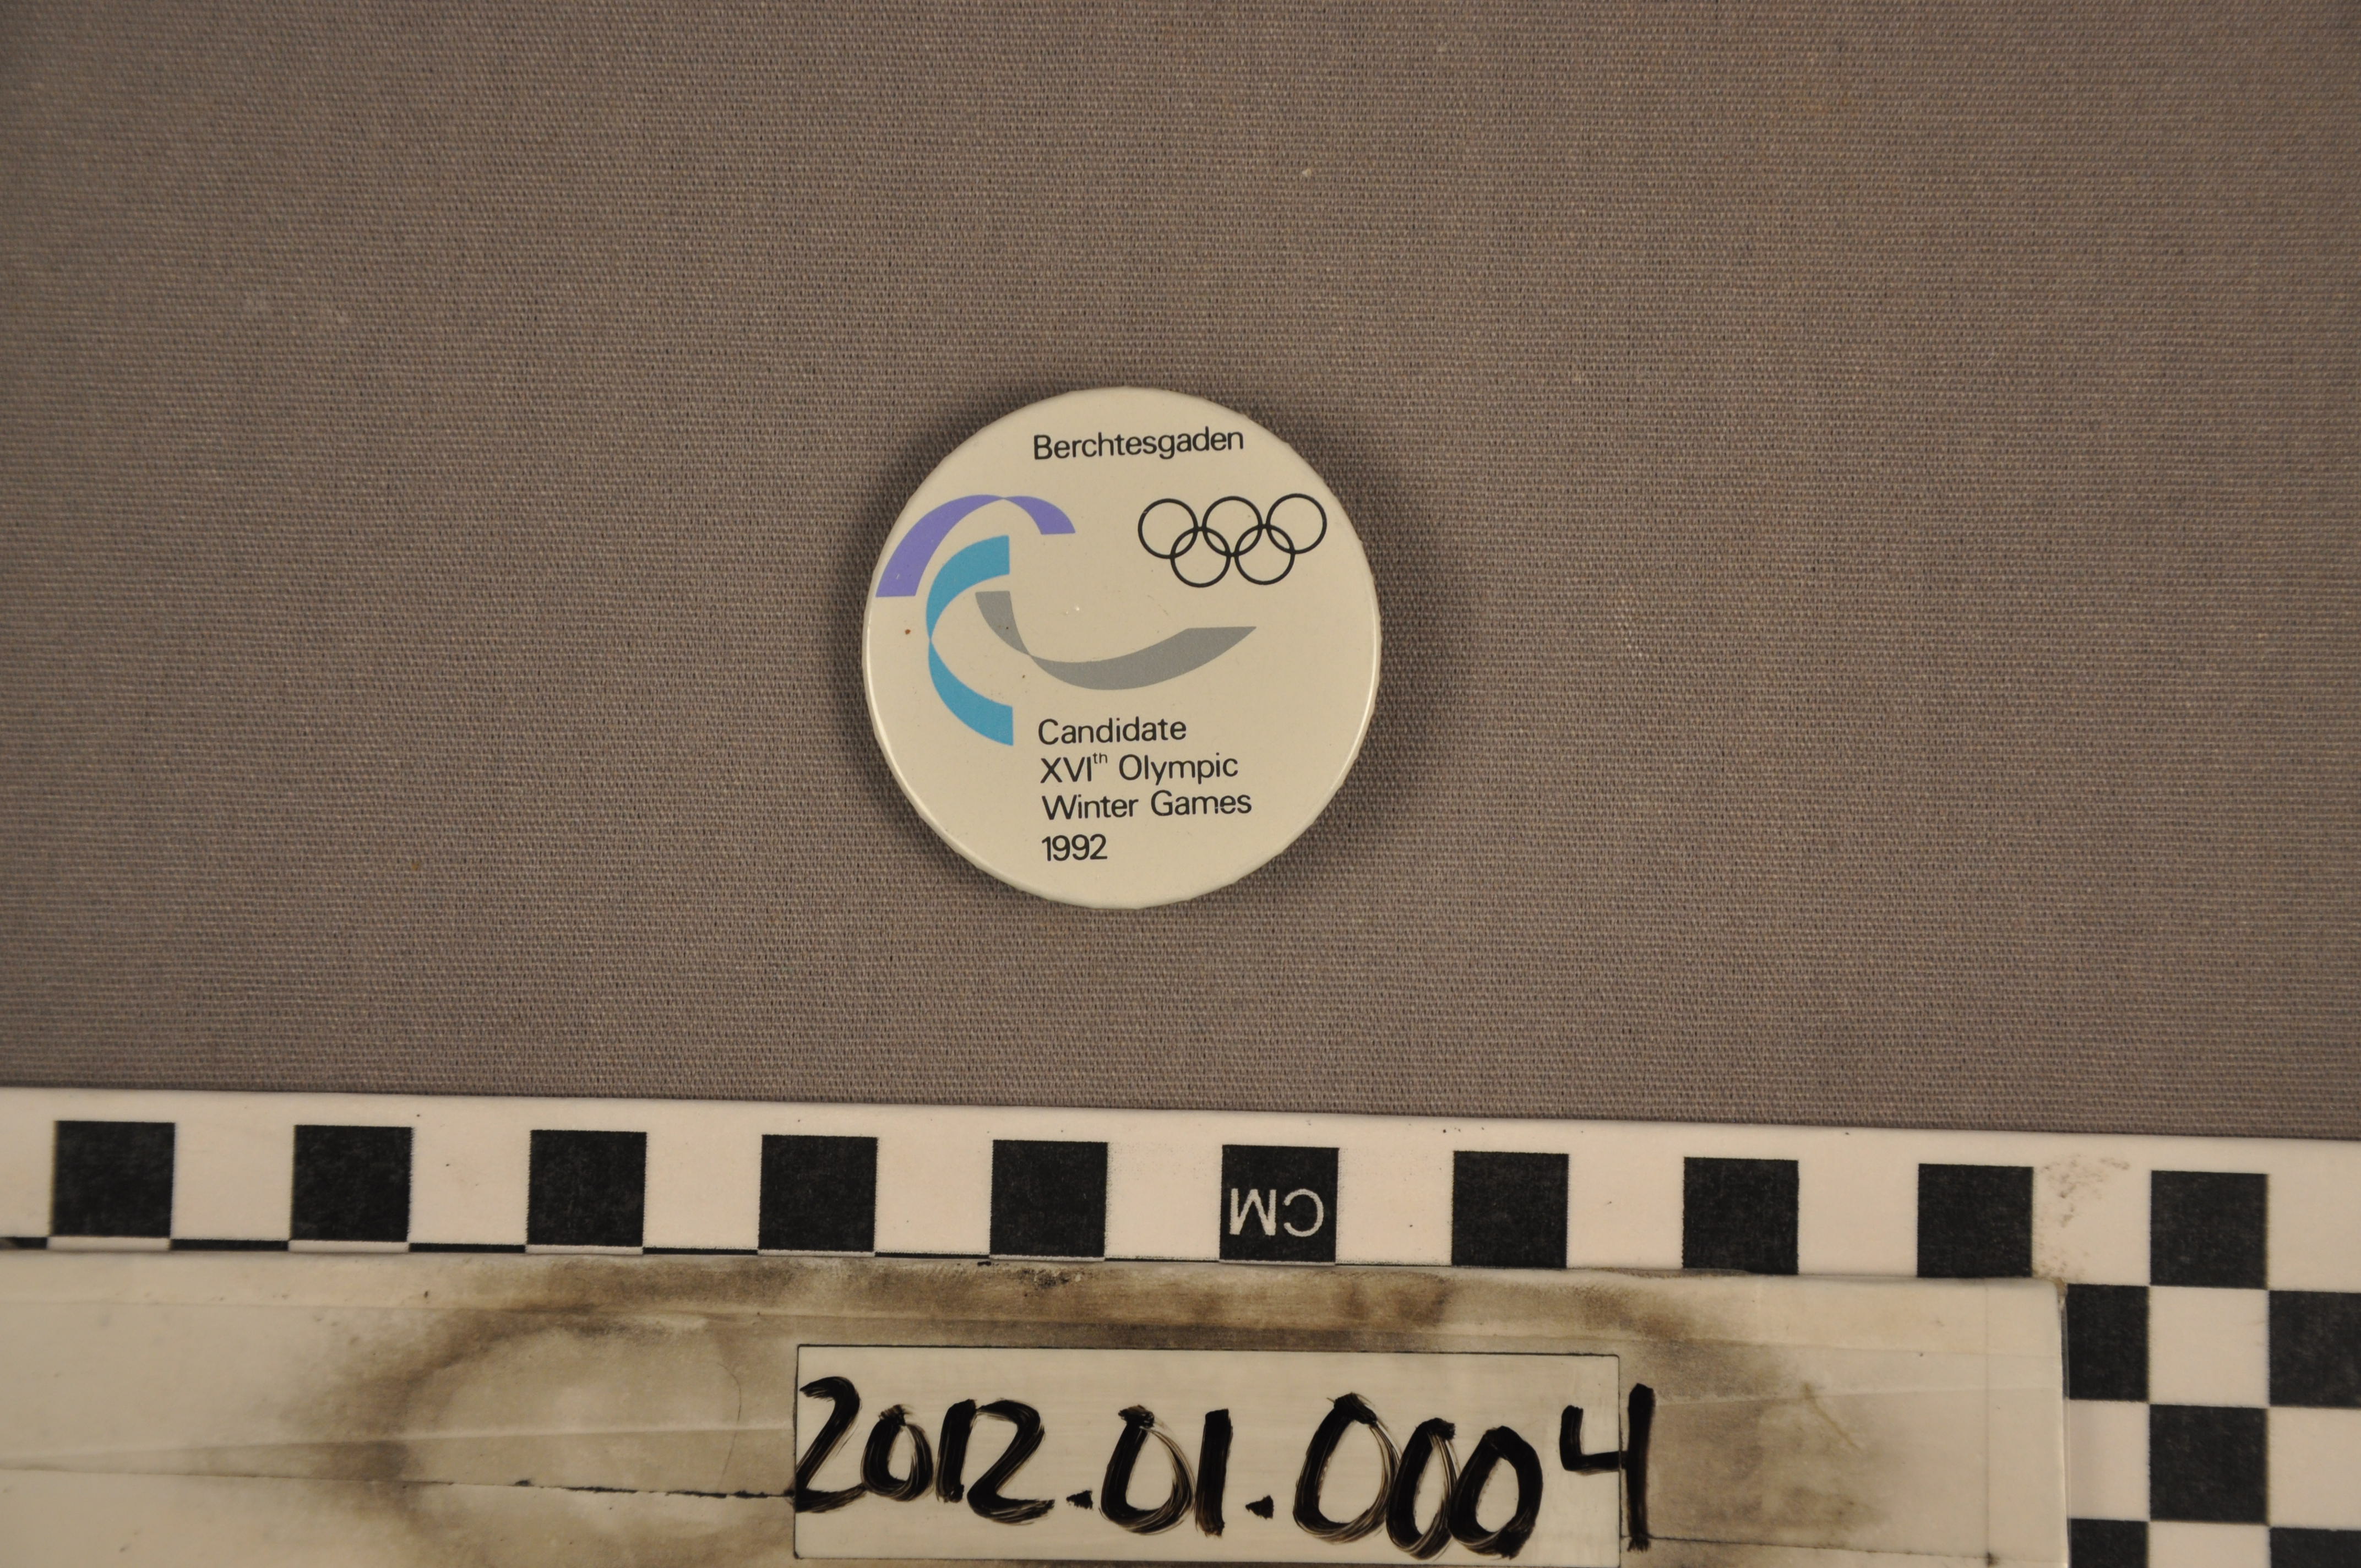 Berchtesgaden
Candidate
XVIth Olympic
Winter Games
1992
CM
2012.01.0004